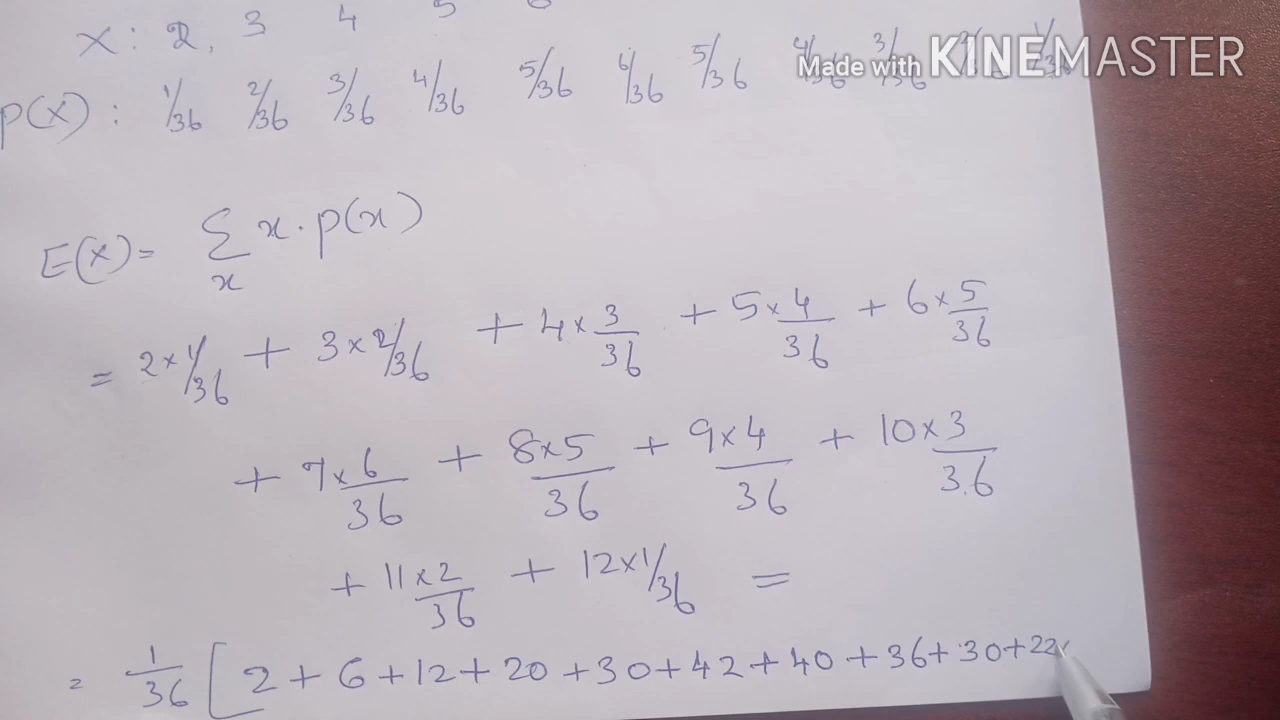 X : 2, 3 4 5
p(X) : 1/36 2/36 3/36 4/36 5/36 6/36 5/36 4/36 3/36
Made with KINEMASTER
E(X) = Σ x · p(x)
x
= 2 × 1/36 + 3 × 2/36 + 4 × 3/36 + 5 × 4/36 + 6 × 5/36
+ 7 × 6/36 + 8 × 5/36 + 9 × 4/36 + 10 × 3/36
+ 11 × 2/36 + 12 × 1/36 =
= 1/36 [ 2 + 6 + 12 + 20 + 30 + 42 + 40 + 36 + 30 + 22